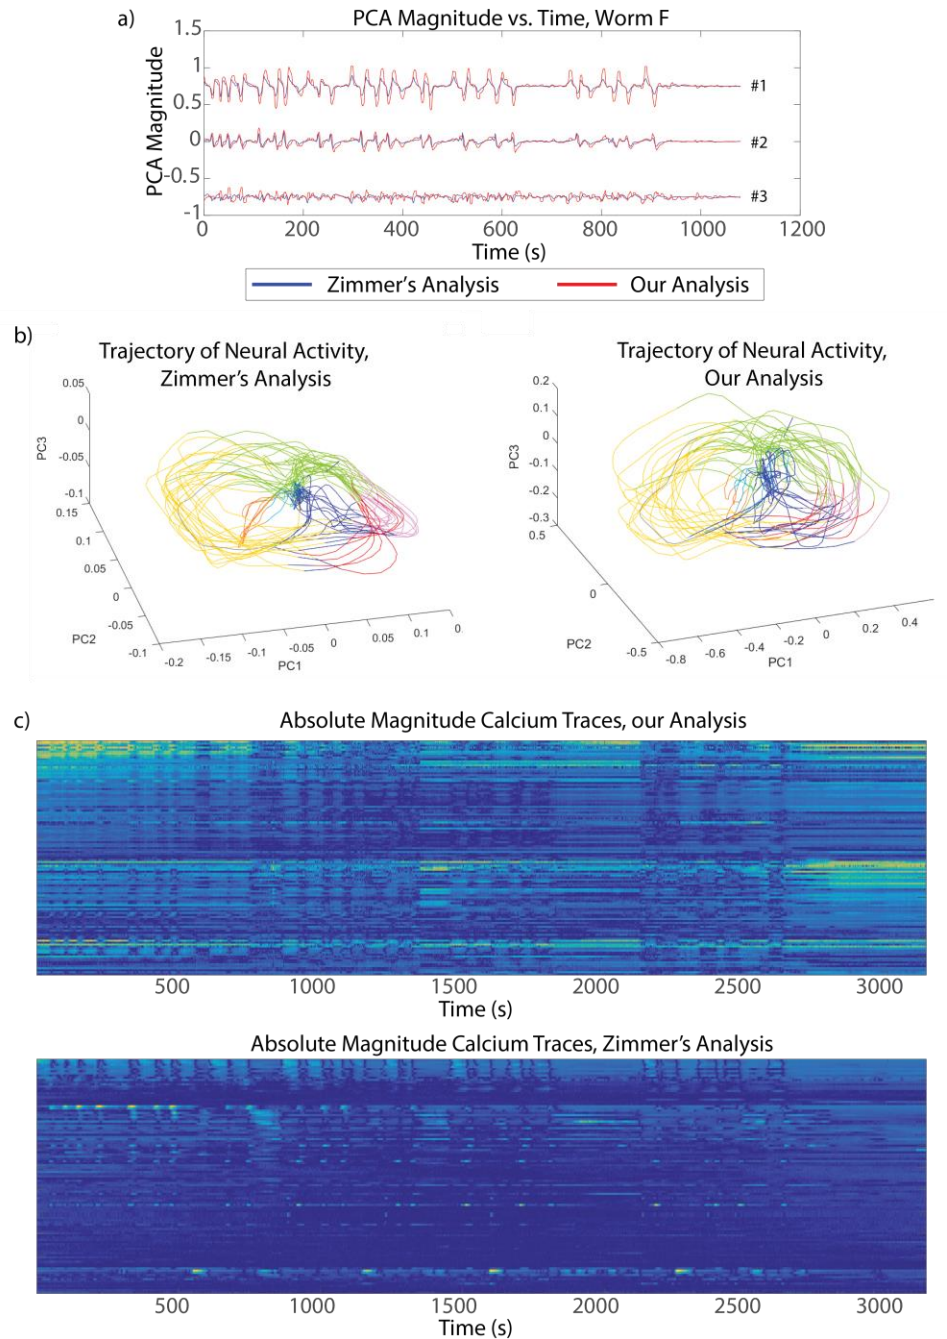 a)
PCA Magnitude vs. Time, Worm F
1.5
1
0.5
0
-0.5
-1
PCA Magnitude
#1
#2
#3
0 200 400 600 800 1000 1200
Time (s)
Zimmer's Analysis Our Analysis
b)
Trajectory of Neural Activity,
Zimmer's Analysis
0.05
0
-0.05
-0.1
PC3
0.15
0.1
0.05
0
-0.05
-0.1
PC2
-0.2 -0.15 -0.1 -0.05 0 0.05 0.1 0.
PC1
Trajectory of Neural Activity,
Our Analysis
0.2
0.1
0
-0.1
-0.2
-0.3
PC3
0.5
0
-0.5
PC2
-0.8 -0.6 -0.4 -0.2 0 0.2 0.4
PC1
c)
Absolute Magnitude Calcium Traces, our Analysis
500 1000 1500 2000 2500 3000
Time (s)
Absolute Magnitude Calcium Traces, Zimmer's Analysis
500 1000 1500 2000 2500 3000
Time (s)